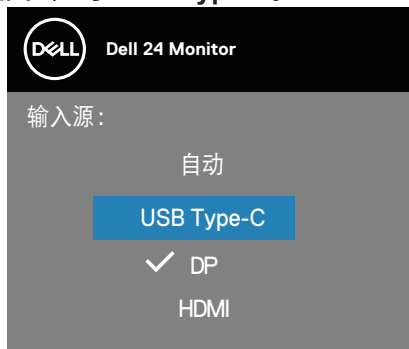 DELL
Dell 24 Monitor
输入源:
自动
USB Type-C
DP
HDMI